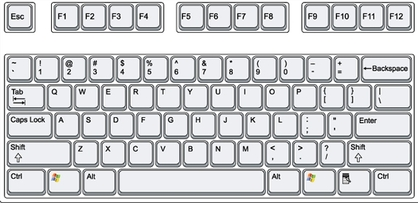 Esc F1 F2 F3 F4 F5 F6 F7 F8 F9 F10 F11 F12
~ ! @ # $ % ^ & * ( ) _ +
` 1 2 3 4 5 6 7 8 9 0 - = ←Backspace
Tab Q W E R T Y U I O P { [ } ] | \
Caps Lock A S D F G H J K L : ; " ' Enter
Shift Z X C V B N M < , > . ? / Shift
Ctrl Alt Alt Ctrl